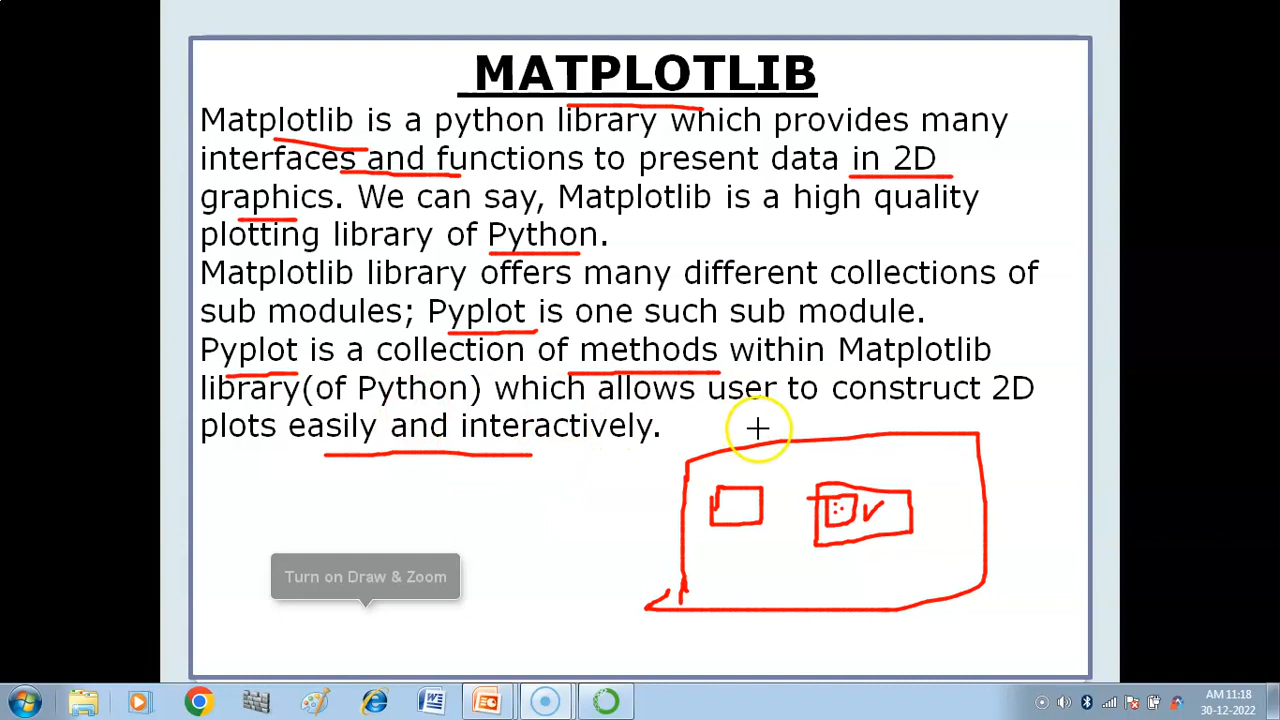 MATPLOTLIB
Matplotlib is a python library which provides many
interfaces and functions to present data in 2D
graphics. We can say, Matplotlib is a high quality
plotting library of Python.
Matplotlib library offers many different collections of
sub modules; Pyplot is one such sub module.
Pyplot is a collection of methods within Matplotlib
library(of Python) which allows user to construct 2D
plots easily and interactively.
Turn on Draw & Zoom
AM 11:18
30-12-2022